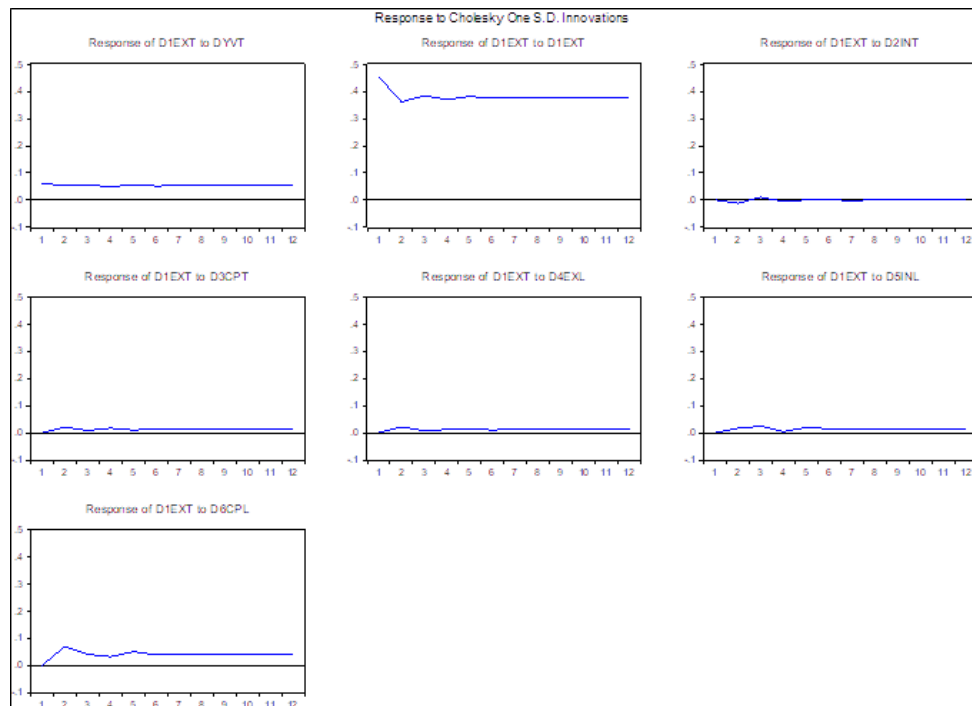 Response to Cholesky One S.D. Innovations
Response of D1EXT to DYVT
Response of D1EXT to D1EXT
Response of D1EXT to D2INT
.5 .5 .5
.4 .4 .4
.3 .3 .3
.2 .2 .2
.1 .1 .1
.0 .0 .0
-.1 -.1 -.1
1 2 3 4 5 6 7 8 9 10 11 12
1 2 3 4 5 6 7 8 9 10 11 12
1 2 3 4 5 6 7 8 9 10 11 12
Response of D1EXT to D3CPT
Response of D1EXT to D4EXL
Response of D1EXT to D5INL
.5 .5 .5
.4 .4 .4
.3 .3 .3
.2 .2 .2
.1 .1 .1
.0 .0 .0
-.1 -.1 -.1
1 2 3 4 5 6 7 8 9 10 11 12
1 2 3 4 5 6 7 8 9 10 11 12
1 2 3 4 5 6 7 8 9 10 11 12
Response of D1EXT to D6CPL
.5
.4
.3
.2
.1
.0
-.1
1 2 3 4 5 6 7 8 9 10 11 12